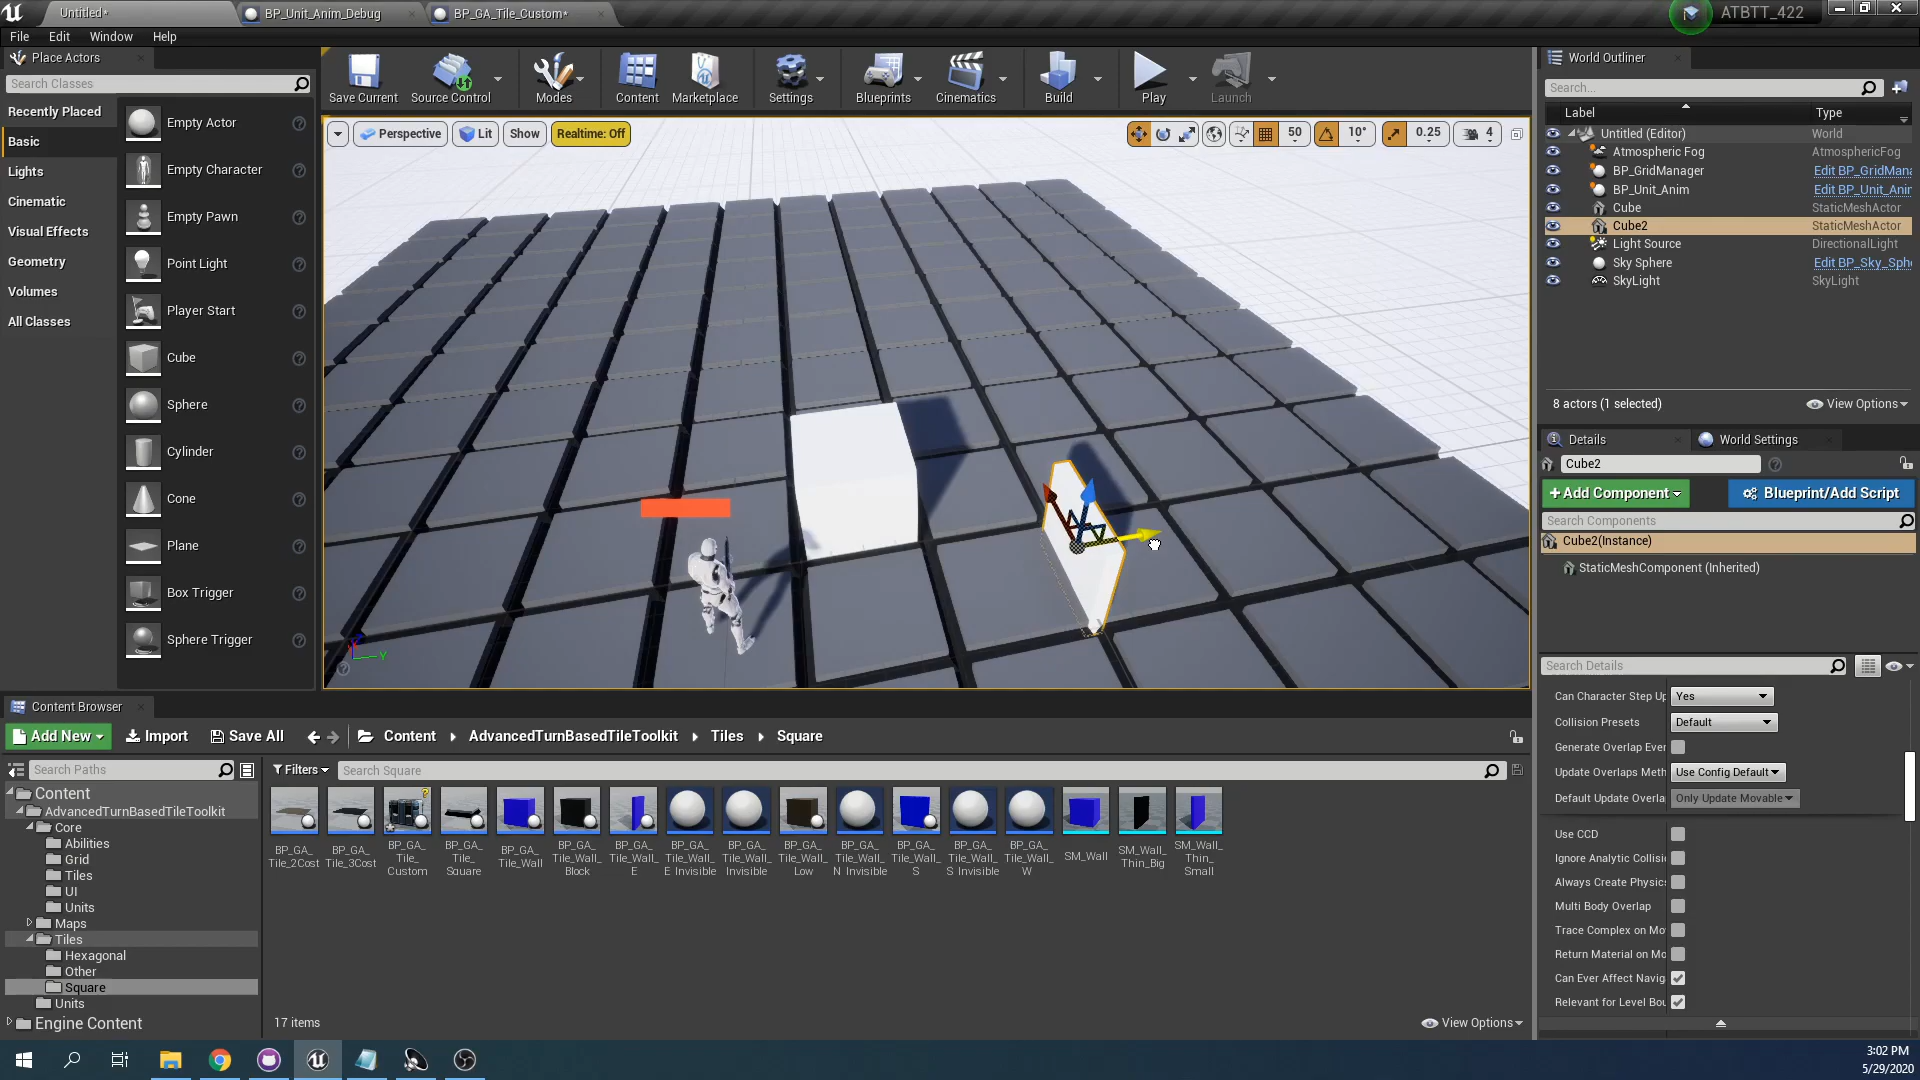 Untitled*
BP_Unit_Anim_Debug
BP_GA_Tile_Custom*
ATBTT_422
File Edit Window Help
Place Actors
Search Classes
Recently Placed
Basic
Lights
Cinematic
Visual Effects
Geometry
Volumes
All Classes
Empty Actor
Empty Character
Empty Pawn
Point Light
Player Start
Cube
Sphere
Cylinder
Cone
Plane
Box Trigger
Sphere Trigger
Save Current
Source Control
Modes
Content
Marketplace
Settings
Blueprints
Cinematics
Build
Play
Launch
Perspective
Lit
Show
Realtime: Off
50
10°
0.25
4
Y
World Outliner
Search...
Label Type
Untitled (Editor) World
Atmospheric Fog AtmosphericFog
BP_GridManager Edit BP_GridMana
BP_Unit_Anim Edit BP_Unit_Anim
Cube StaticMeshActor
Cube2 StaticMeshActor
Light Source DirectionalLight
Sky Sphere Edit BP_Sky_Sphe
SkyLight SkyLight
8 actors (1 selected)
View Options
Details
World Settings
Cube2
+Add Component
Blueprint/Add Script
Search Components
Cube2(Instance)
StaticMeshComponent (Inherited)
Search Details
Can Character Step Up Yes
Collision Presets Default
Generate Overlap Even
Update Overlaps Meth Use Config Default
Default Update Overla Only Update Movable
Use CCD
Ignore Analytic Collisio
Always Create Physics
Multi Body Overlap
Trace Complex on Mo
Return Material on Mo
Can Ever Affect Navig
Relevant for Level Bou
Content Browser
Add New
Import
Save All
Content
AdvancedTurnBasedTileToolkit
Tiles
Square
Search Paths
Filters
Search Square
Content
AdvancedTurnBasedTileToolkit
Core
Abilities
Grid
Tiles
UI
Units
Maps
Tiles
Hexagonal
Other
Square
Units
Engine Content
BP_GA_
Tile_2Cost
BP_GA_
Tile_3Cost
BP_GA_
Tile_
Custom
BP_GA_
Tile_
Square
BP_GA_
Tile_Wall
BP_GA_
Tile_Wall_
Block
BP_GA_
Tile_Wall_
E
BP_GA_
Tile_Wall_
E_Invisible
BP_GA_
Tile_Wall_
Invisible
BP_GA_
Tile_Wall_
Low
BP_GA_
Tile_Wall_
N_Invisible
BP_GA_
Tile_Wall_
S
BP_GA_
Tile_Wall_
S_Invisible
BP_GA_
Tile_Wall_
W
SM_Wall
SM_Wall_
Thin_Big
SM_Wall_
Thin_
Small
17 items
View Options
3:02 PM
5/29/2020